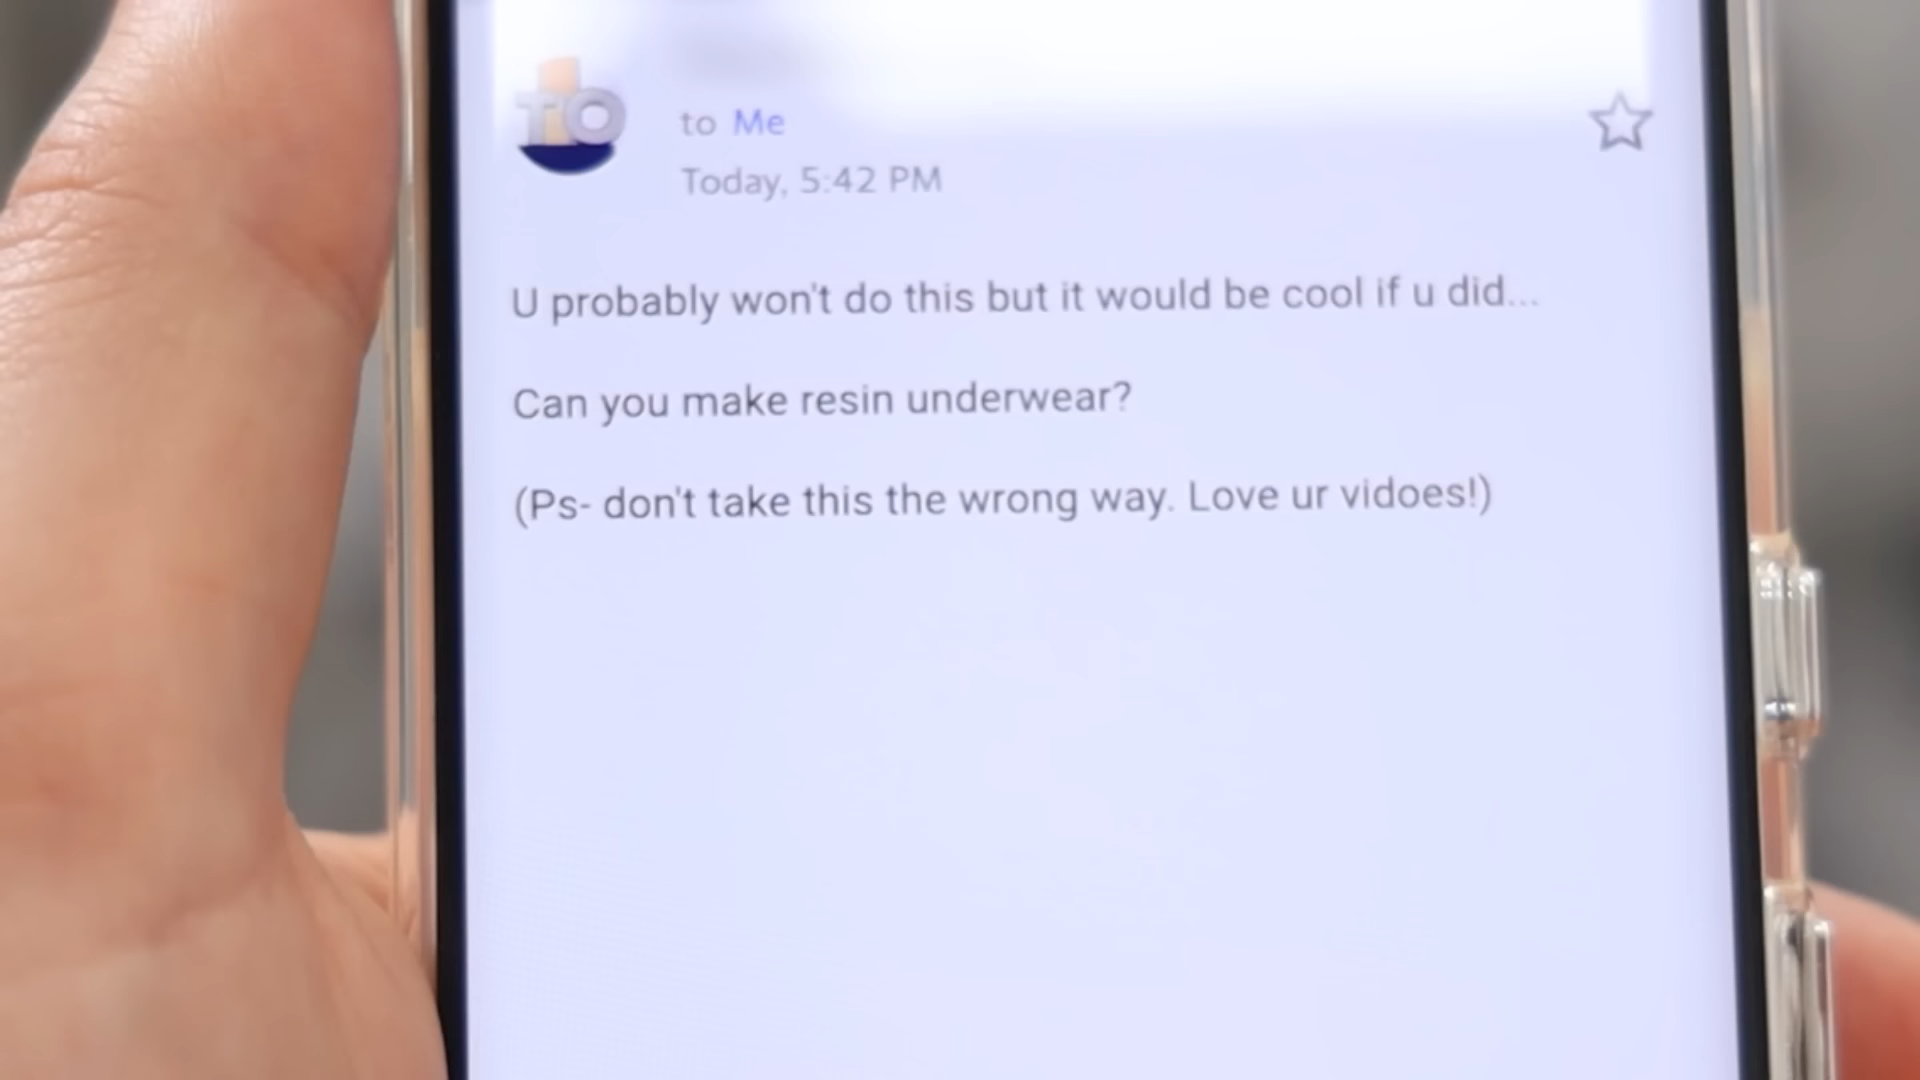 TO
to Me
Today, 5:42 PM
U probably won't do this but it would be cool if u did...
Can you make resin underwear?
(Ps- don't take this the wrong way. Love ur vidoes!)